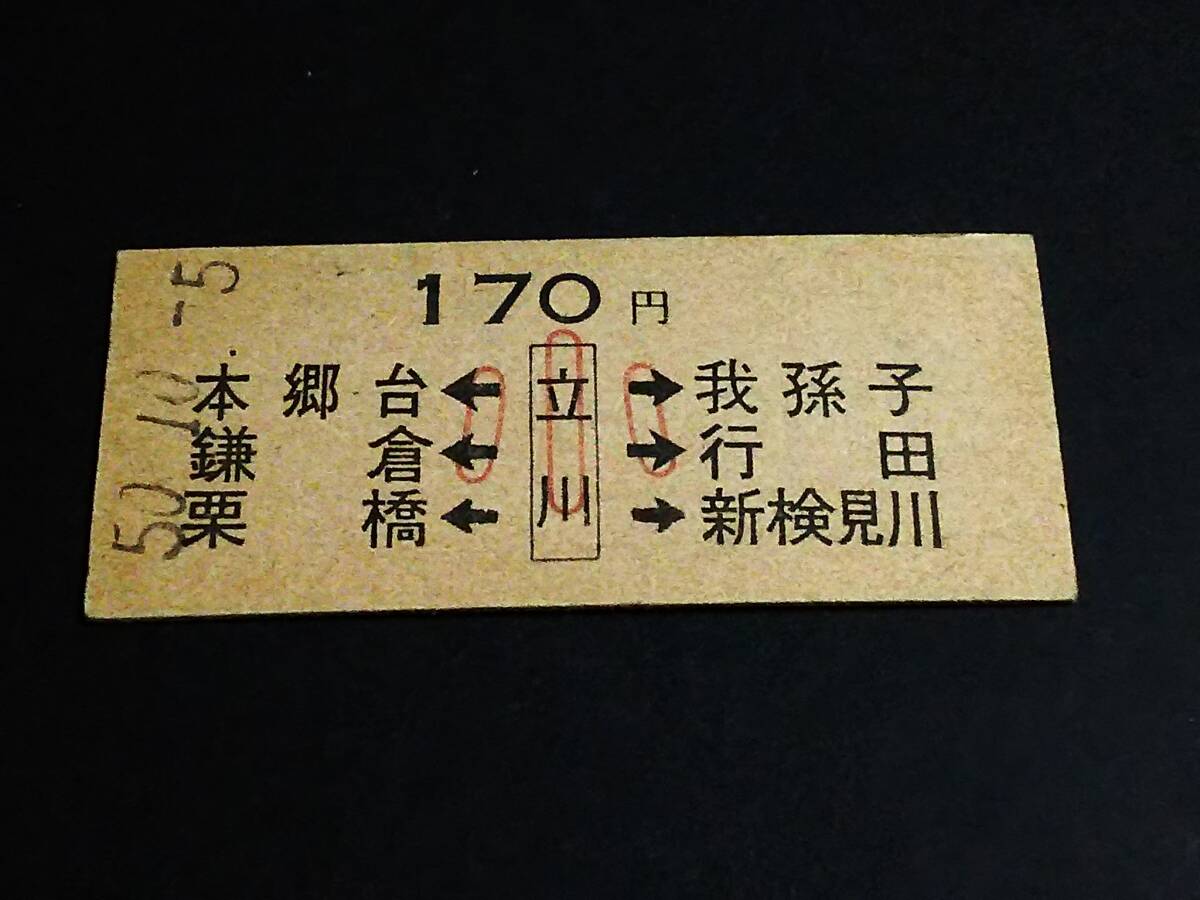 170円
本郷台 ← 立川 → 我孫子
鎌倉 ← → 行田
栗橋 ← → 新検見川
50.10.-5